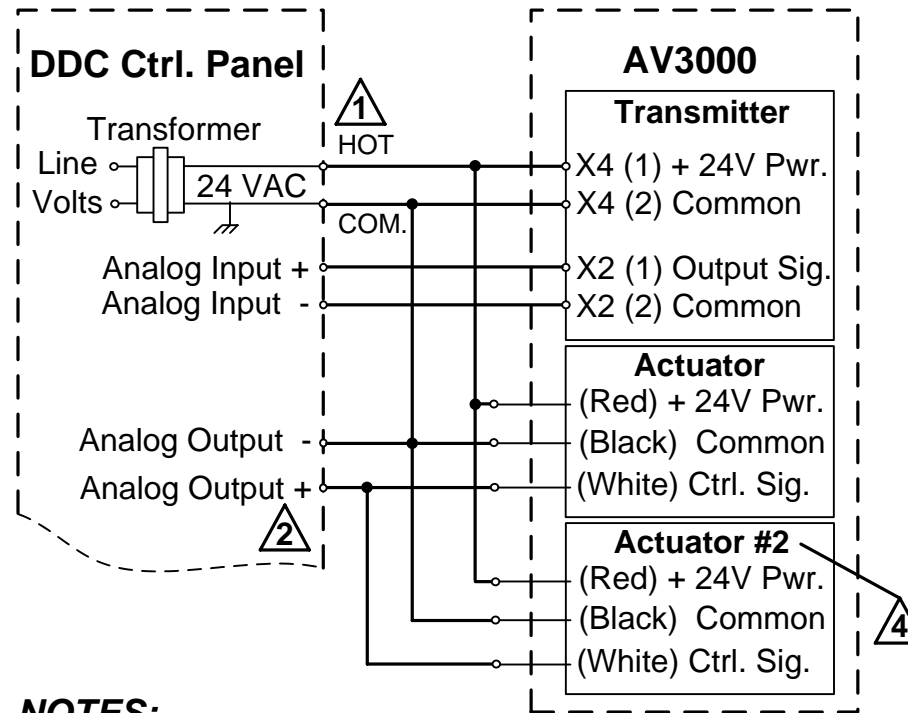 DDC Ctrl. Panel
1
HOT
Transformer
Line
Volts
24 VAC
COM.
Analog Input +
Analog Input -
Analog Output -
Analog Output +
2
AV3000
Transmitter
X4 (1) + 24V Pwr.
X4 (2) Common
X2 (1) Output Sig.
X2 (2) Common
Actuator
(Red) + 24V Pwr.
(Black) Common
(White) Ctrl. Sig.
Actuator #2
(Red) + 24V Pwr.
(Black) Common
(White) Ctrl. Sig.
4
NOTES: